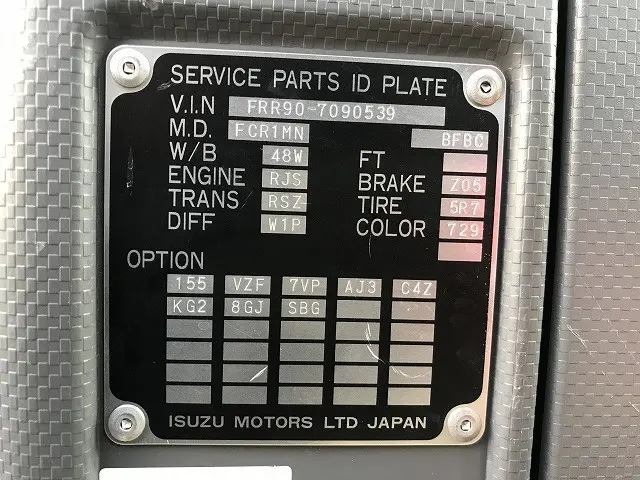 SERVICE PARTS ID PLATE
V.I.N FRR90-7090539
M.D. FCR1MN BFBC
W/B 48W FT
ENGINE RJS BRAKE Z05
TRANS RSZ TIRE 5R7
DIFF W1P COLOR 729
OPTION
155 VZF 7VP AJ3 C4Z
KG2 8GJ SBG
ISUZU MOTORS LTD JAPAN